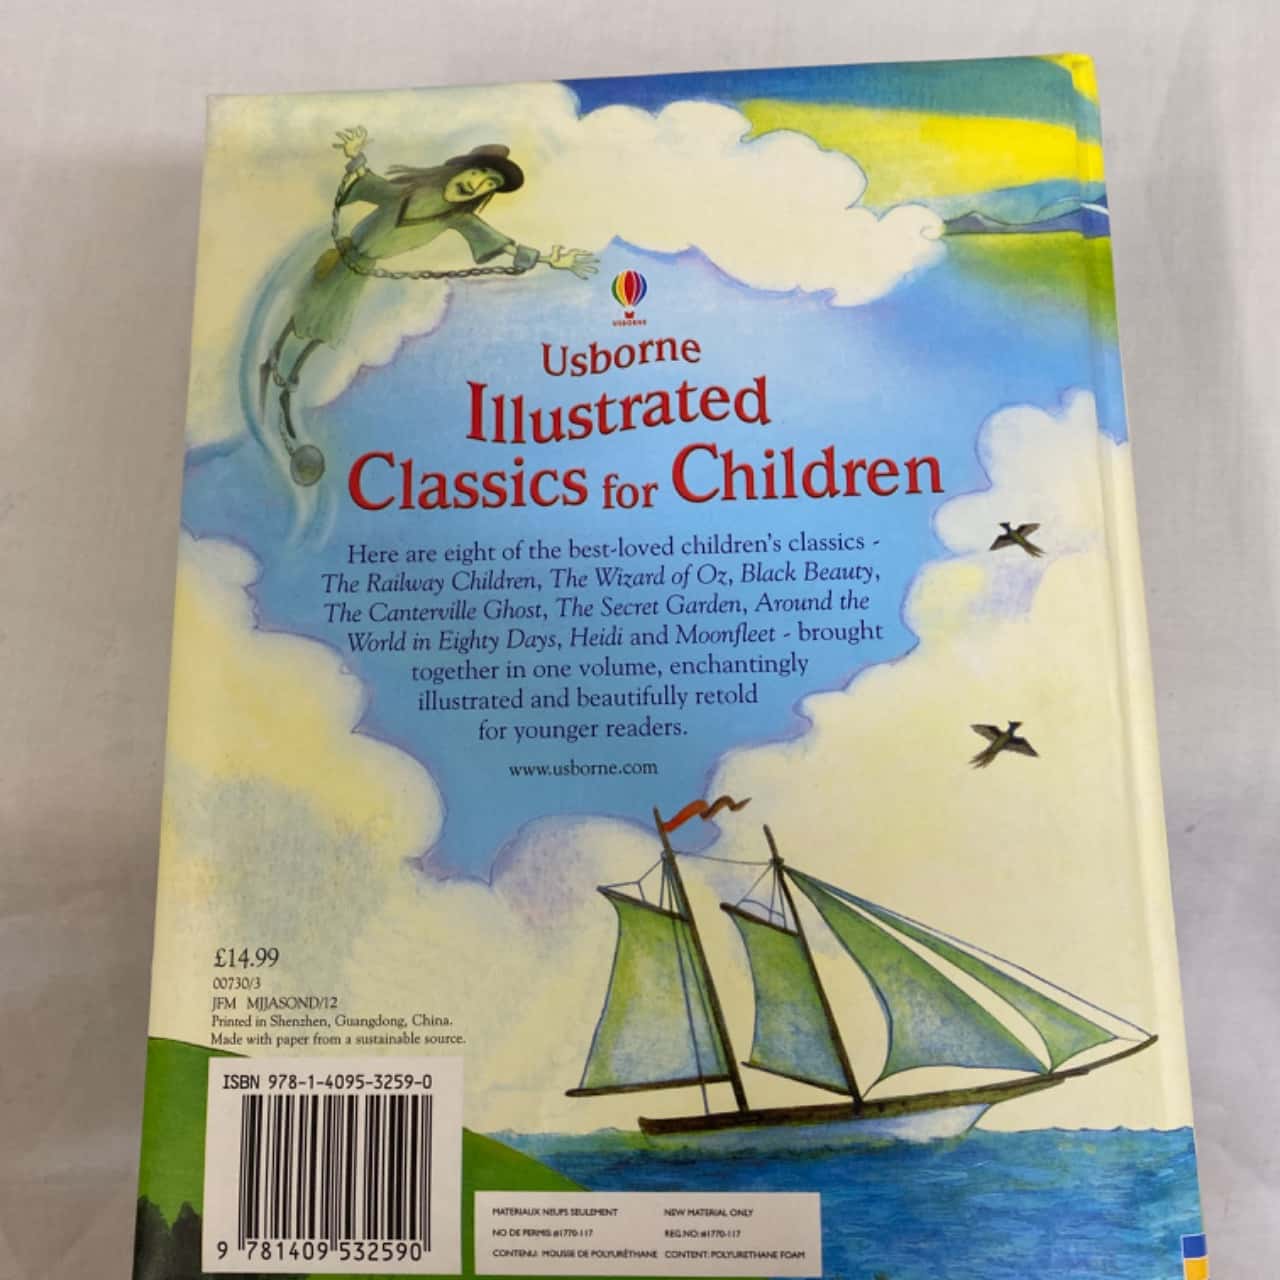 USBORNE
Usborne
Illustrated
Classics for Children
Here are eight of the best-loved children's classics -
The Railway Children, The Wizard of Oz, Black Beauty,
The Canterville Ghost, The Secret Garden, Around the
World in Eighty Days, Heidi and Moonfleet - brought
together in one volume, enchantingly
illustrated and beautifully retold
for younger readers.
www.usborne.com
£14.99
00730/3
JFM MJJASOND/12
Printed in Shenzhen, Guangdong, China.
Made with paper from a sustainable source.
ISBN 978-1-4095-3259-0
9 781409 532590
MATERIAUX NEUFS SEULEMENT NEW MATERIAL ONLY
NO DE PERMIS: #1770-117 REG.NO: #1770-117
CONTENU: MOUSSE DE POLYURÉTHANE CONTENT: POLYURETHANE FOAM